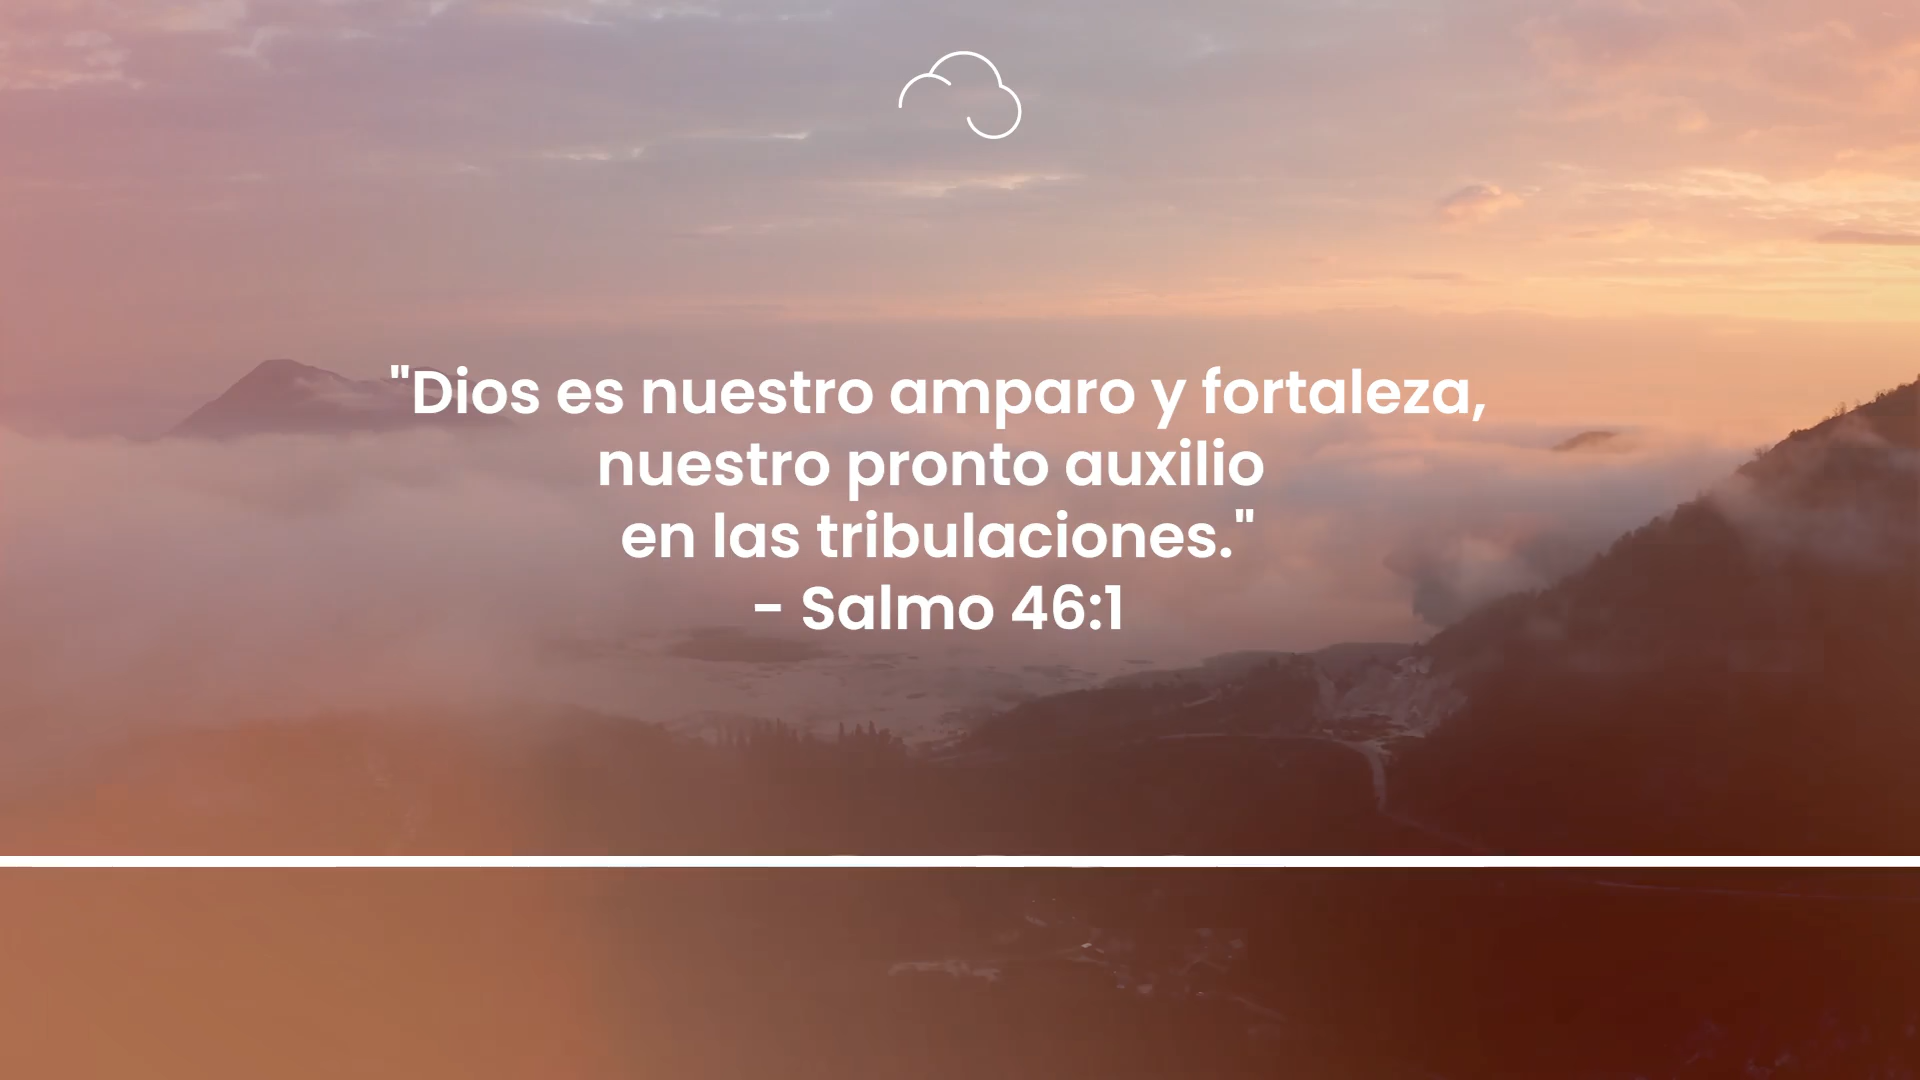 "Dios es nuestro amparo y fortaleza,
nuestro pronto auxilio
en las tribulaciones."
- Salmo 46:1